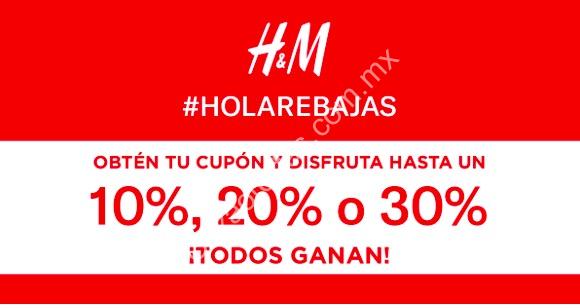 H&M
#HOLAREBAJAS
OBTÉN TU CUPÓN Y DISFRUTA HASTA UN
10%, 20% o 30%
¡TODOS GANAN!